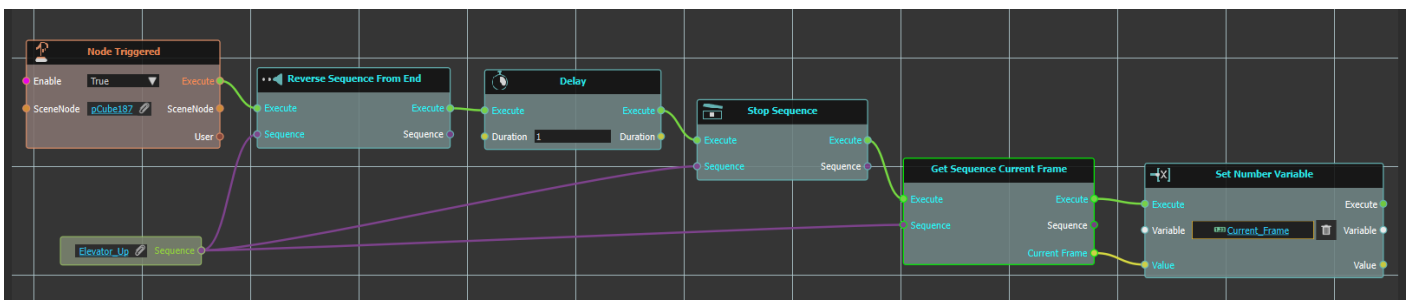 Node Triggered
Enable True Execute
SceneNode pCube187 SceneNode
User
Reverse Sequence From End
Execute Execute
Sequence Sequence
Delay
Execute Execute
Duration 1 Duration
Stop Sequence
Execute Execute
Sequence Sequence
Get Sequence Current Frame
Execute Execute
Sequence Sequence
Current Frame
[x] Set Number Variable
Execute Execute
Variable Current_Frame Variable
Value Value
Elevator_Up Sequence